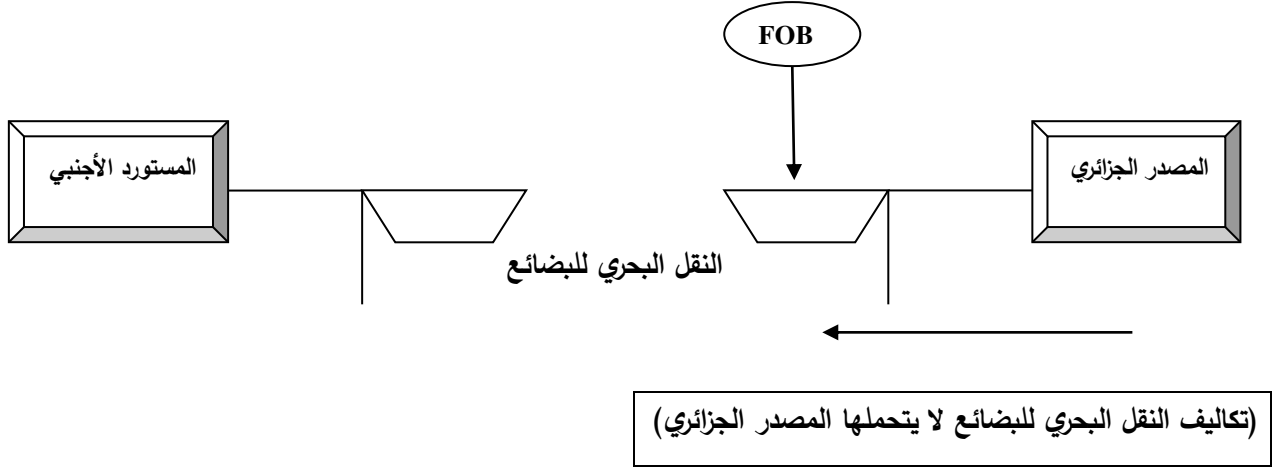 FOB
المصدر الجزائري
المستورد الأجنبي
النقل البحري للبضائع
(تكاليف النقل البحري للبضائع لا يتحملها المصدر الجزائري)